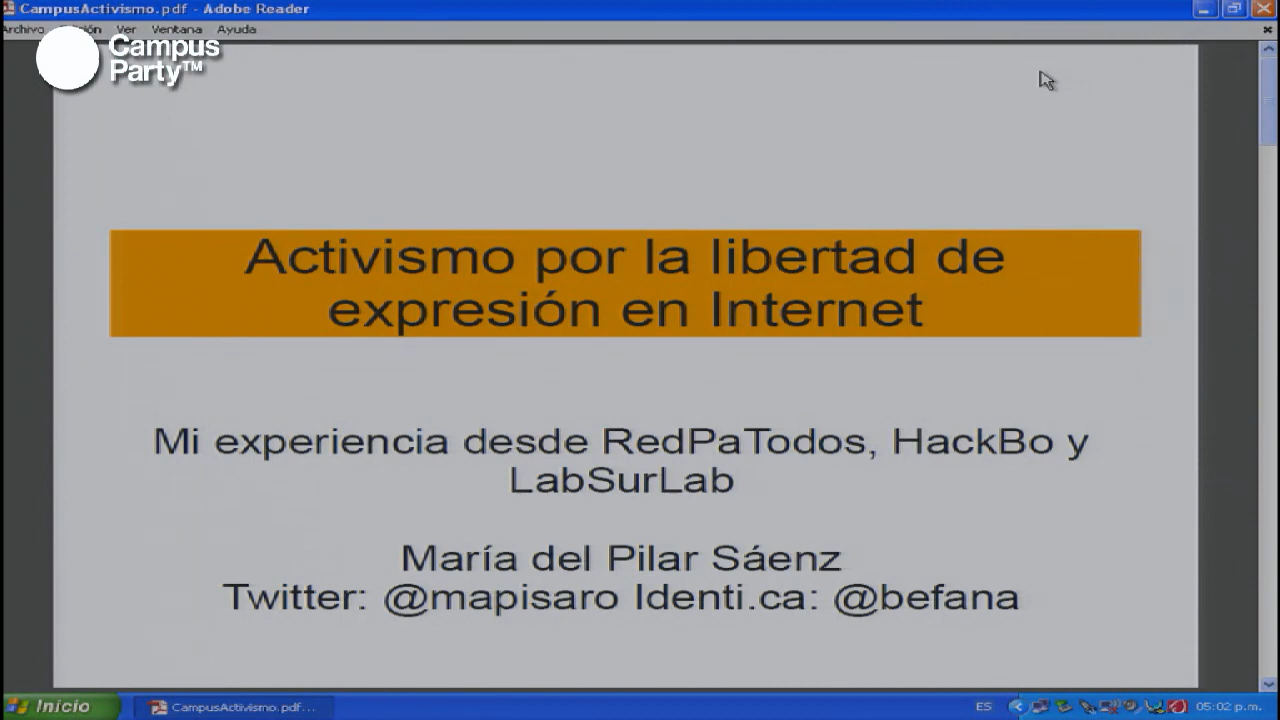 CampusActivismo.pdf - Adobe Reader
Archivo Ver Ventana Ayuda
Campus
Party™
Activismo por la libertad de
expresión en Internet
Mi experiencia desde RedPaTodos, HackBo y
LabSurLab
María del Pilar Sáenz
Twitter: @mapisaro Identi.ca: @befana
Inicio CampusActivismo.pdf... ES 05:02 p.m.